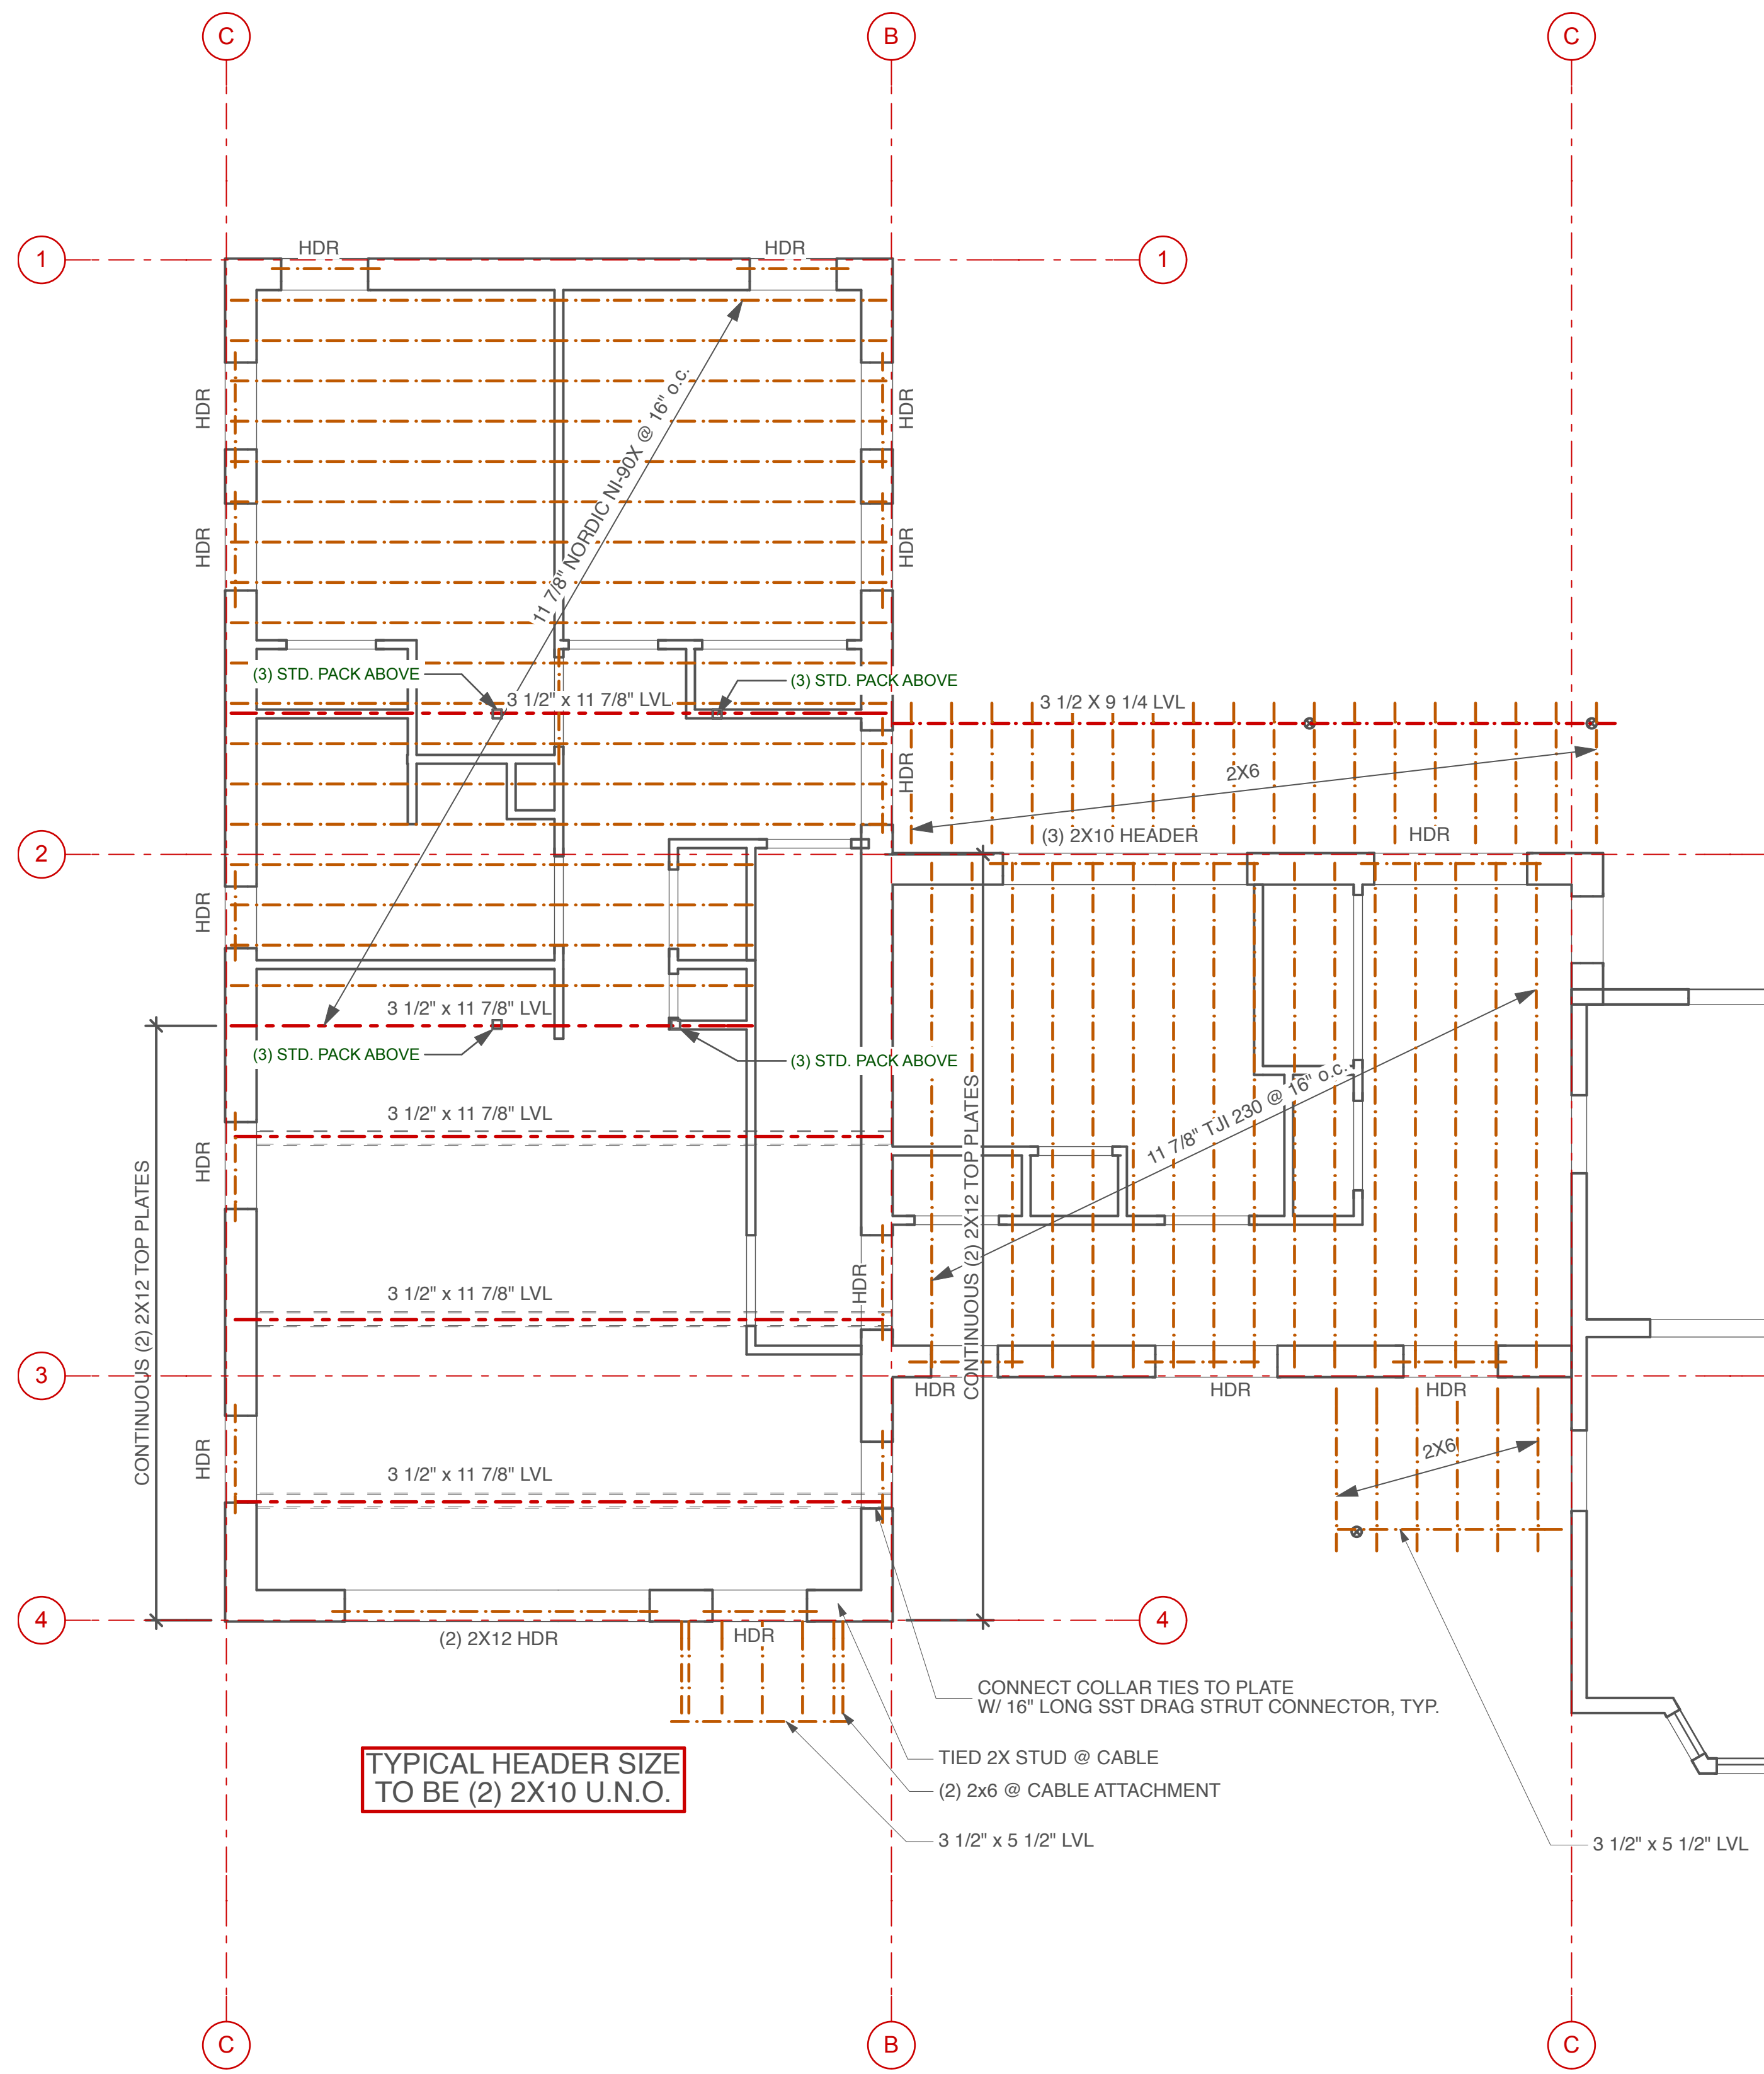 C
B
C
1
HDR
HDR
1
HDR
HDR
11 7/8" NORDIC NI-90X @ 16" o.c.
HDR
HDR
(3) STD. PACK ABOVE
(3) STD. PACK ABOVE
3 1/2" x 11 7/8" LVL
3 1/2 X 9 1/4 LVL
HDR
2X6
(3) 2X10 HEADER
HDR
2
HDR
3 1/2" x 11 7/8" LVL
(3) STD. PACK ABOVE
(3) STD. PACK ABOVE
3 1/2" x 11 7/8" LVL
HDR
CONTINUOUS (2) 2X12 TOP PLATES
CONTINUOUS (2) 2X12 TOP PLATES
11 7/8" TJI 230 @ 16" o.c.
3 1/2" x 11 7/8" LVL
HDR
3
HDR
HDR
HDR
HDR
3 1/2" x 11 7/8" LVL
2X6
4
(2) 2X12 HDR
HDR
4
CONNECT COLLAR TIES TO PLATE
W/ 16" LONG SST DRAG STRUT CONNECTOR, TYP.
TYPICAL HEADER SIZE
TO BE (2) 2X10 U.N.O.
TIED 2X STUD @ CABLE
(2) 2x6 @ CABLE ATTACHMENT
3 1/2" x 5 1/2" LVL
3 1/2" x 5 1/2" LVL
C
B
C